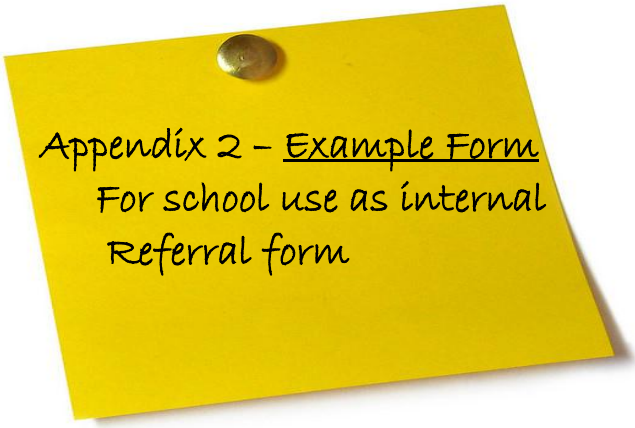 Appendix 2 – Example Form
For school use as internal
Referral form